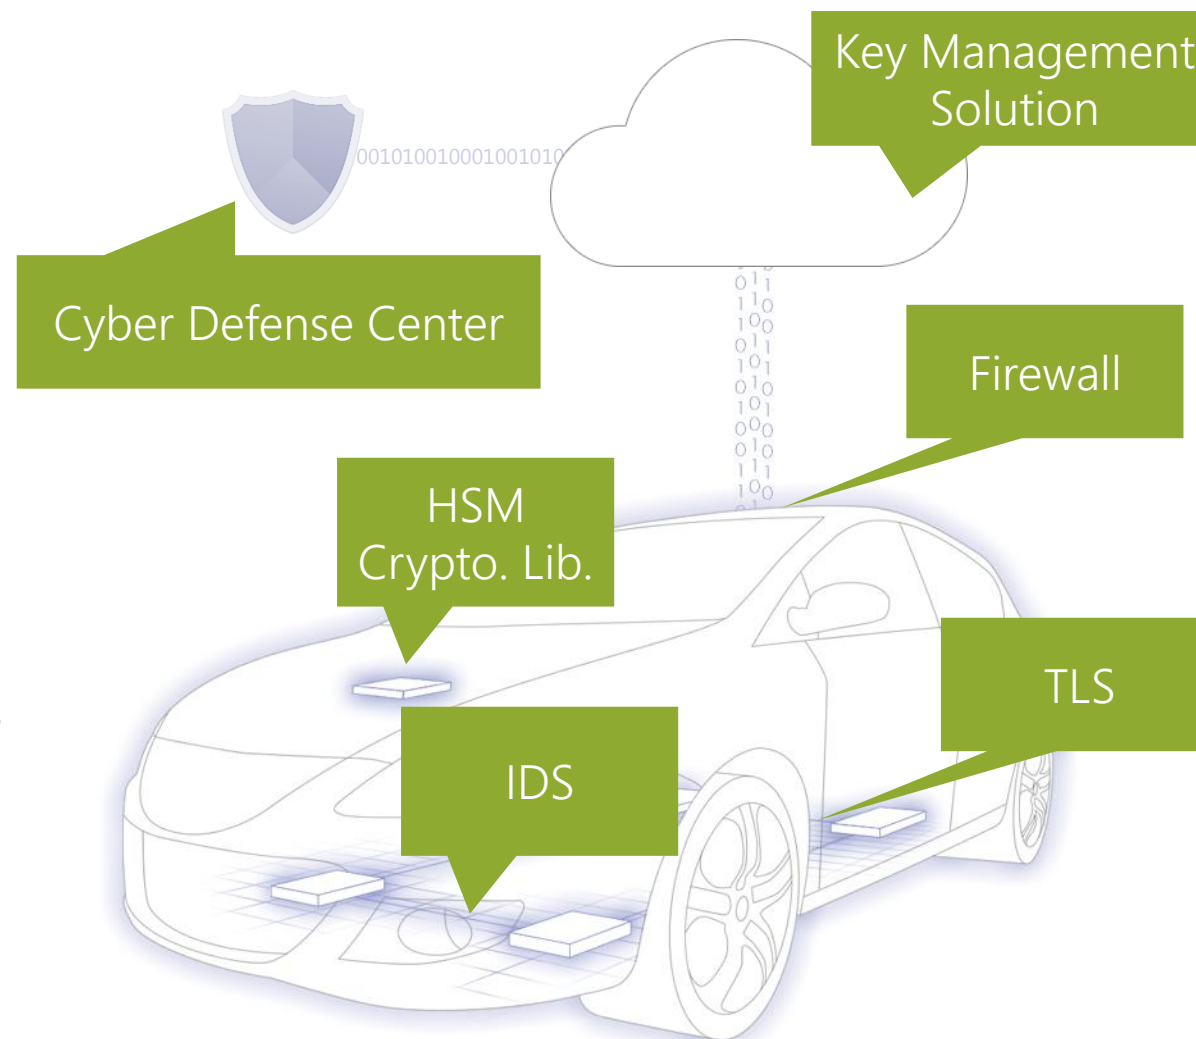 Key Management
Solution
001010010001001010
Cyber Defense Center
Firewall
HSM
Crypto. Lib.
TLS
IDS